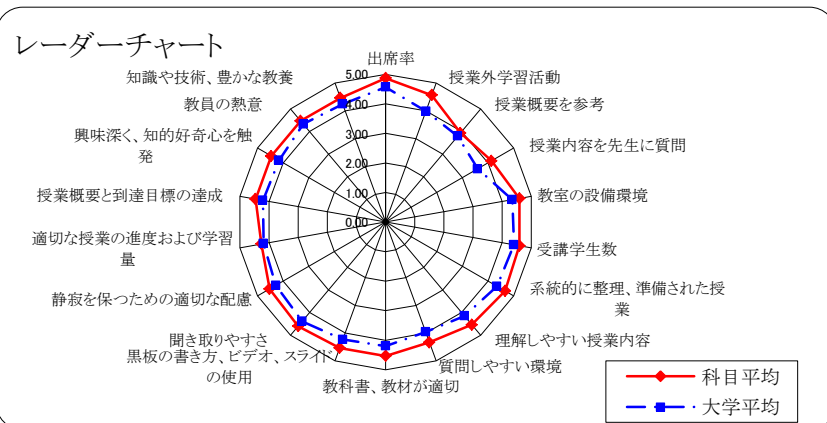 レーダーチャート
出席率
授業外学習活動
授業概要を参考
授業内容を先生に質問
教室の設備環境
受講学生数
系統的に整理、準備された授
業
理解しやすい授業内容
質問しやすい環境
教科書、教材が適切
黒板の書き方、ビデオ、スライド
の使用
聞き取りやすさ
静寂を保つための適切な配慮
適切な授業の進度および学習
量
授業概要と到達目標の達成
興味深く、知的好奇心を触
発
教員の熱意
知識や技術、豊かな教養
5.00
4.00
3.00
2.00
1.00
0.00
科目平均
大学平均